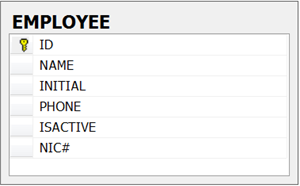 EMPLOYEE
ID
NAME
INITIAL
PHONE
ISACTIVE
NIC#